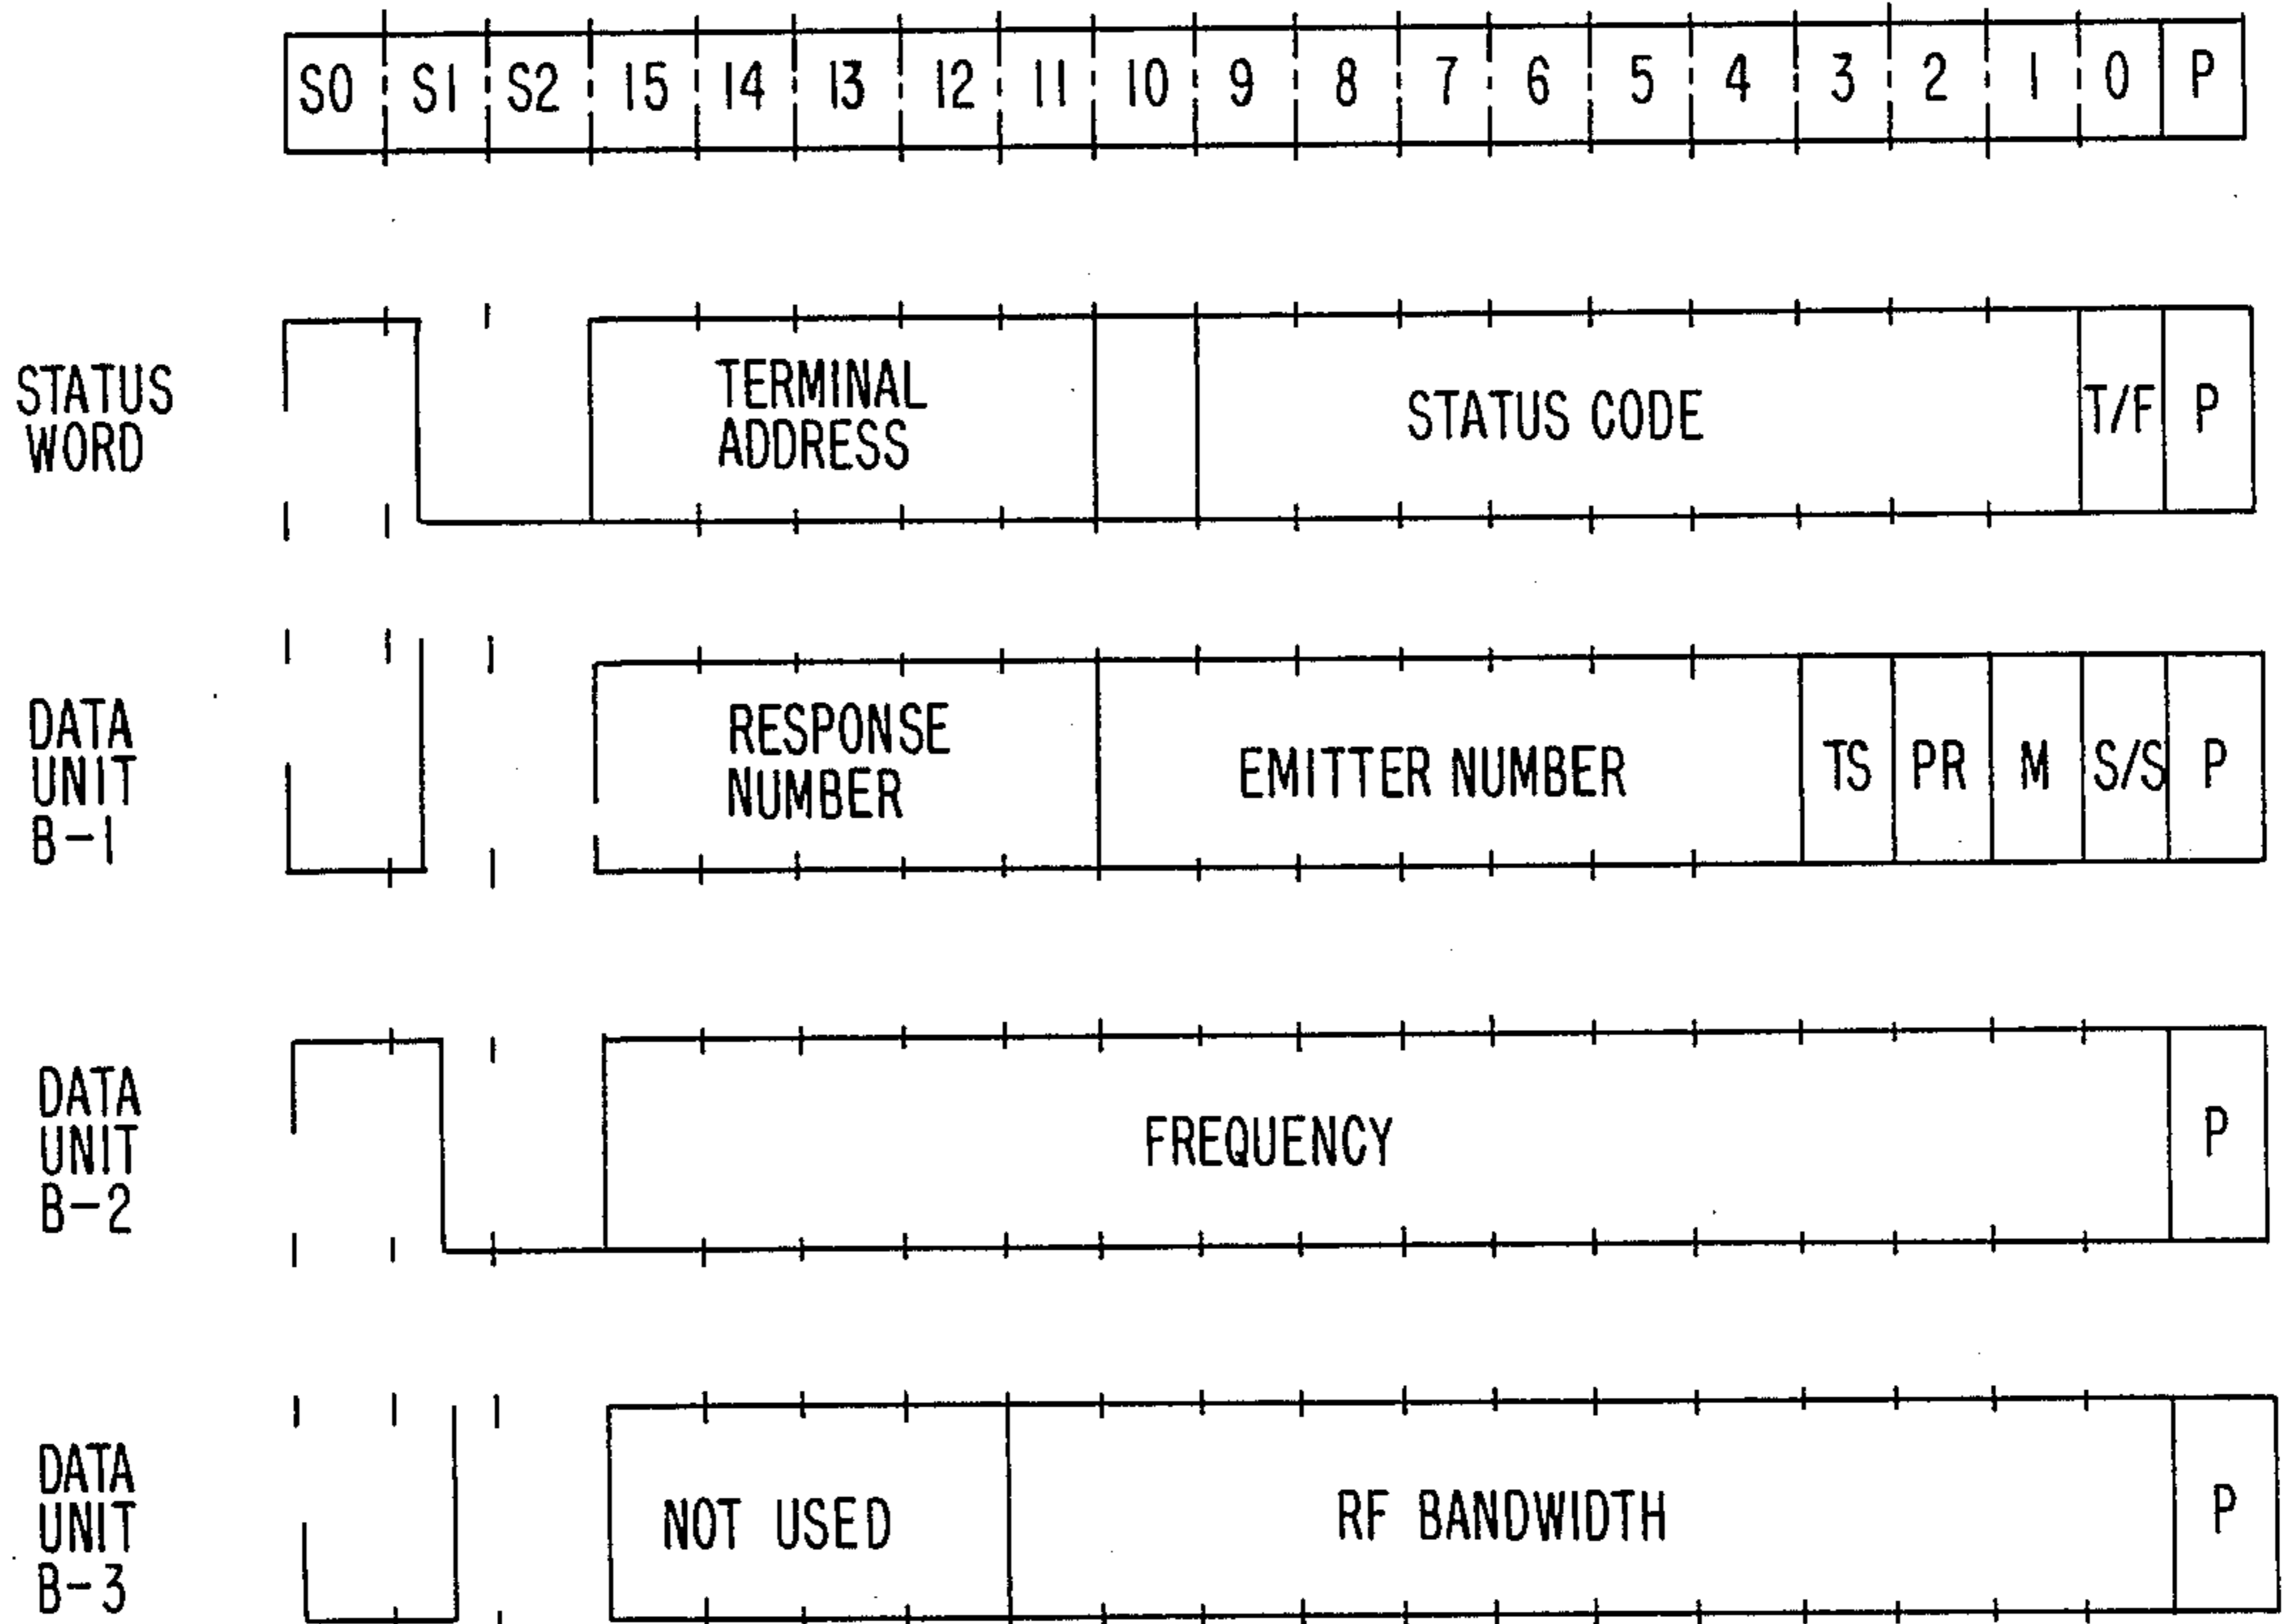 S0 S1 S2 15 14 13 12 11 10 9 8 7 6 5 4 3 2 1 0 P
STATUS
WORD
TERMINAL
ADDRESS
STATUS CODE
T/F
P
DATA
UNIT
B-1
RESPONSE
NUMBER
EMITTER NUMBER
TS
PR
M
S/S
P
DATA
UNIT
B-2
FREQUENCY
P
DATA
UNIT
B-3
NOT USED
RF BANDWIDTH
P